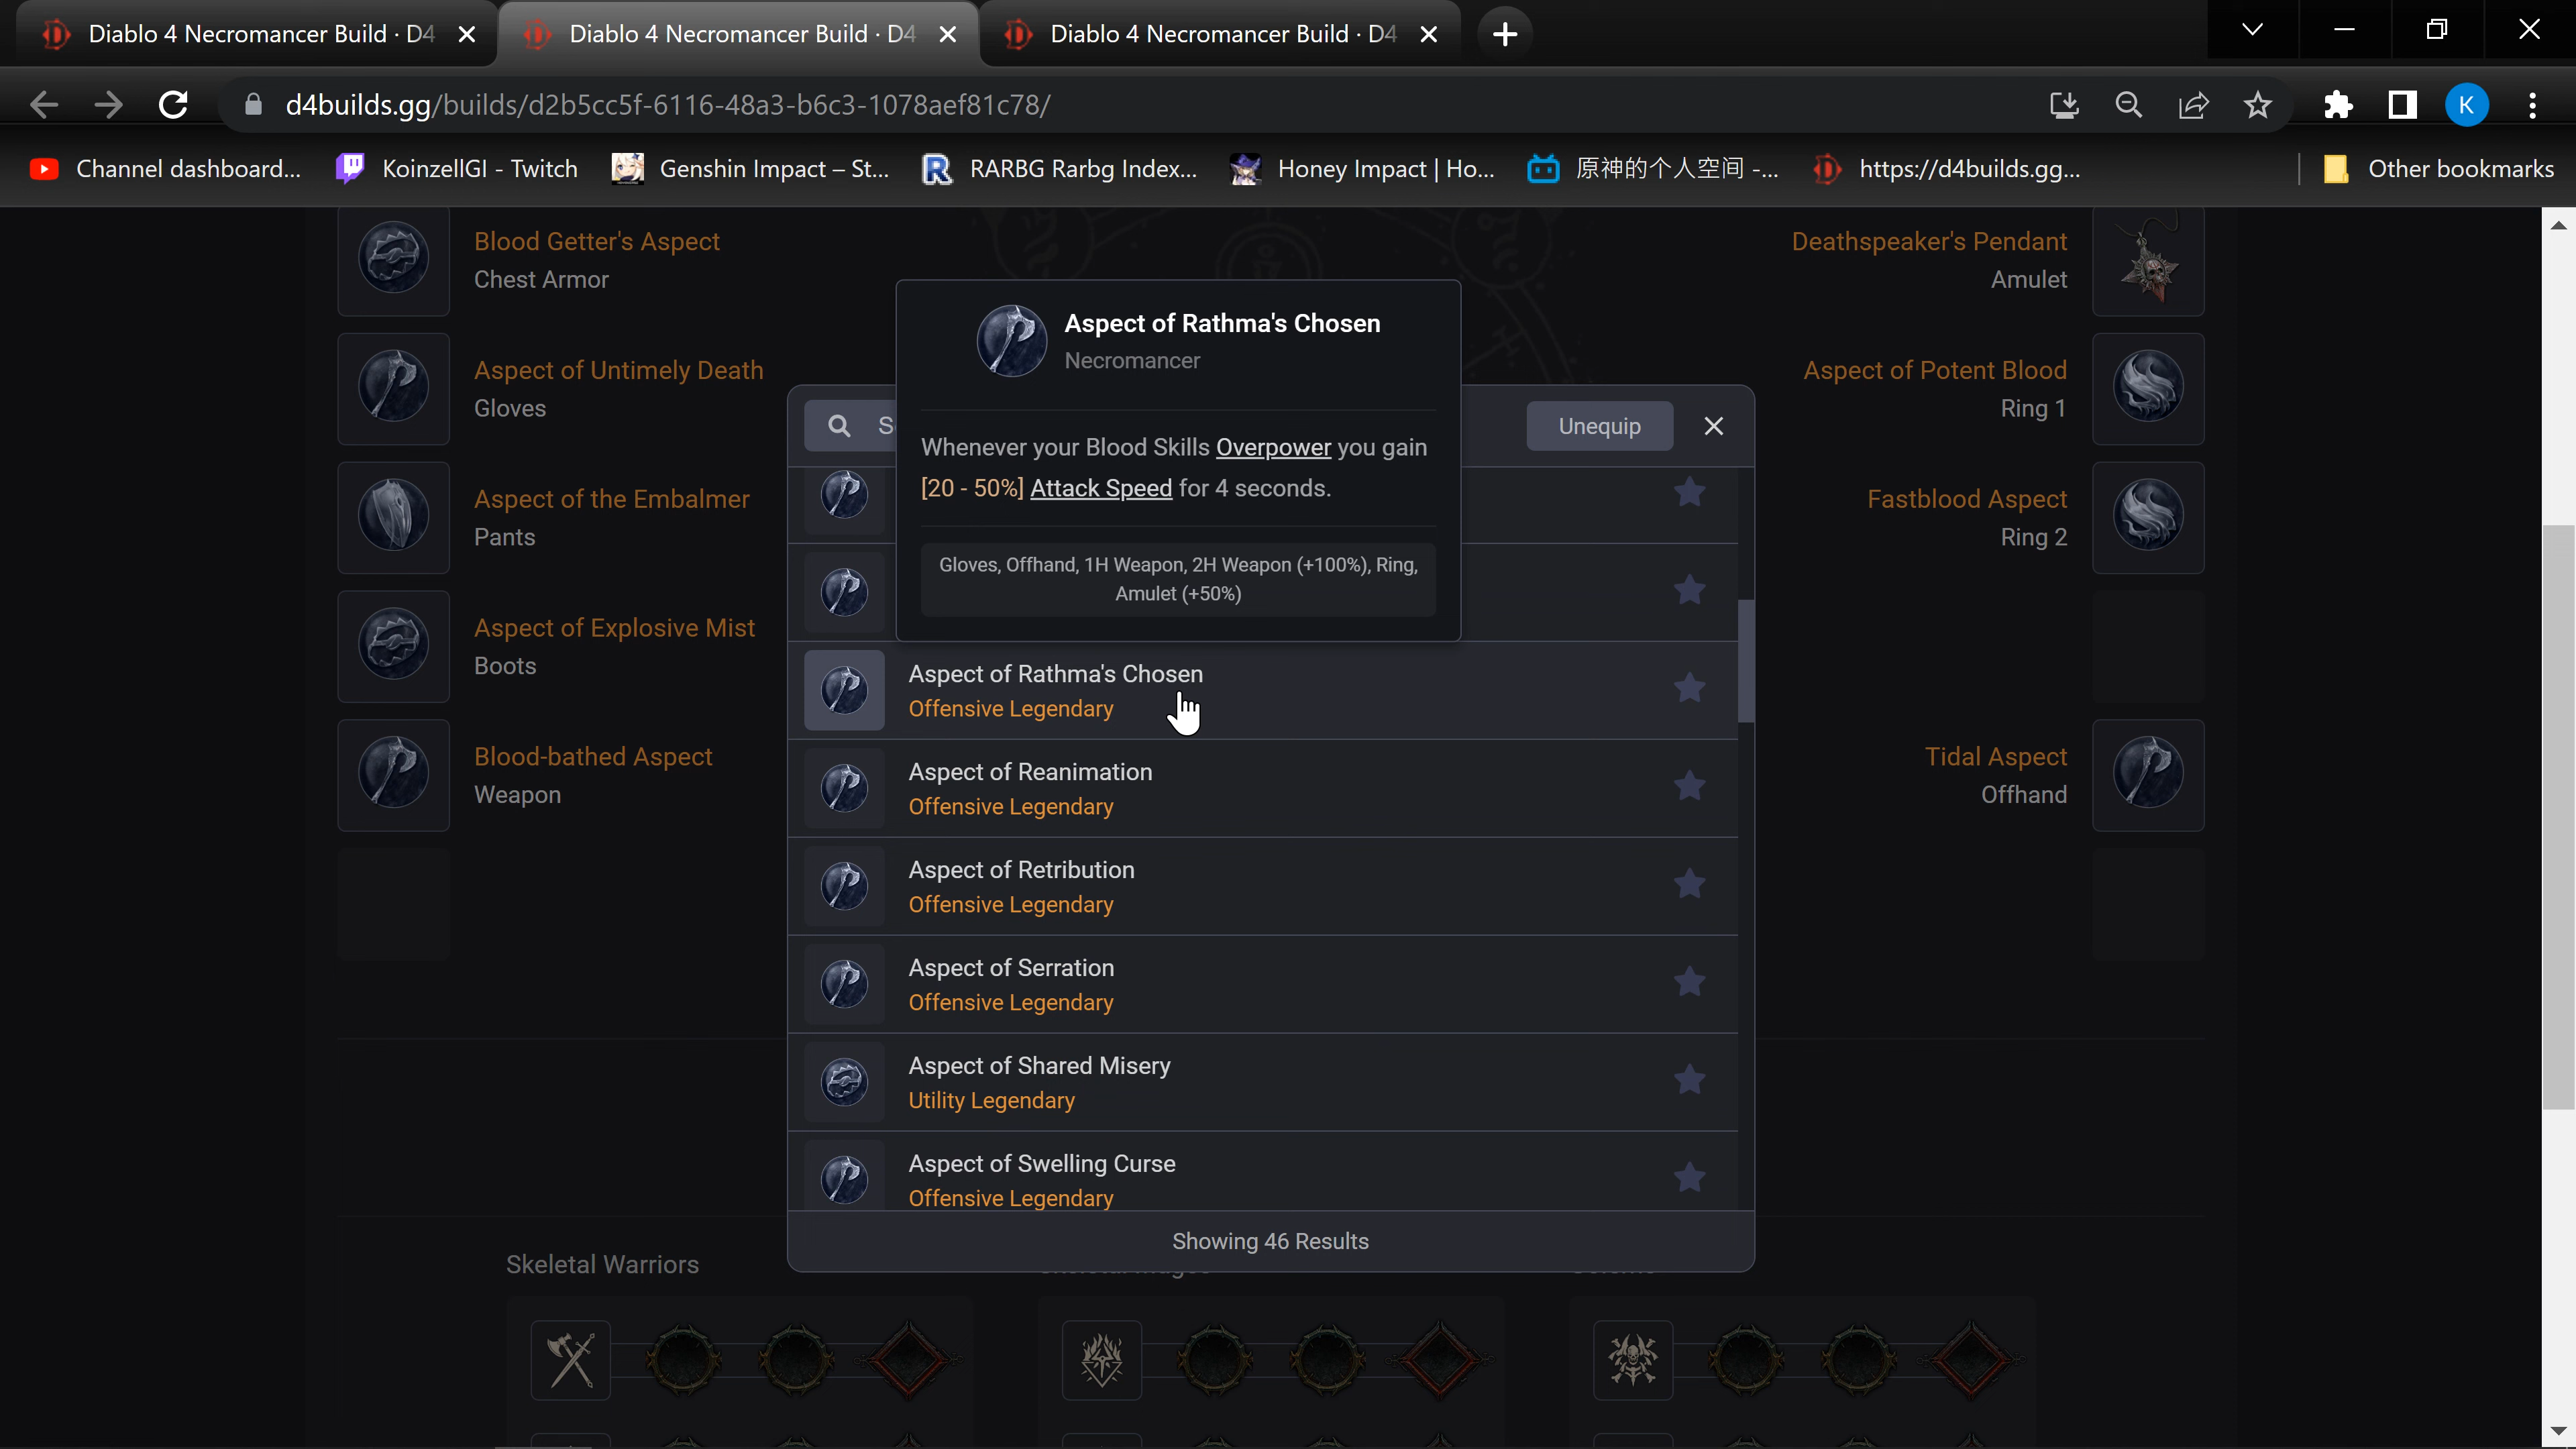 Diablo 4 Necromancer Build · D4
Diablo 4 Necromancer Build · D4
Diablo 4 Necromancer Build · D4
d4builds.gg/builds/d2b5cc5f-6116-48a3-b6c3-1078aef81c78/
K
Channel dashboard...
KoinzellGI - Twitch
Genshin Impact – St...
RARBG Rarbg Index...
Honey Impact | Ho...
原神的个人空间 -...
https://d4builds.gg...
Other bookmarks
Blood Getter's Aspect
Chest Armor
Aspect of Untimely Death
Gloves
Aspect of the Embalmer
Pants
Aspect of Explosive Mist
Boots
Blood-bathed Aspect
Weapon
Deathspeaker's Pendant
Amulet
Aspect of Potent Blood
Ring 1
Fastblood Aspect
Ring 2
Tidal Aspect
Offhand
Aspect of Rathma's Chosen
Necromancer
Whenever your Blood Skills Overpower you gain
[20 - 50%] Attack Speed for 4 seconds.
Gloves, Offhand, 1H Weapon, 2H Weapon (+100%), Ring,
Amulet (+50%)
Unequip
Aspect of Rathma's Chosen
Offensive Legendary
Aspect of Reanimation
Offensive Legendary
Aspect of Retribution
Offensive Legendary
Aspect of Serration
Offensive Legendary
Aspect of Shared Misery
Utility Legendary
Aspect of Swelling Curse
Offensive Legendary
Showing 46 Results
Skeletal Warriors